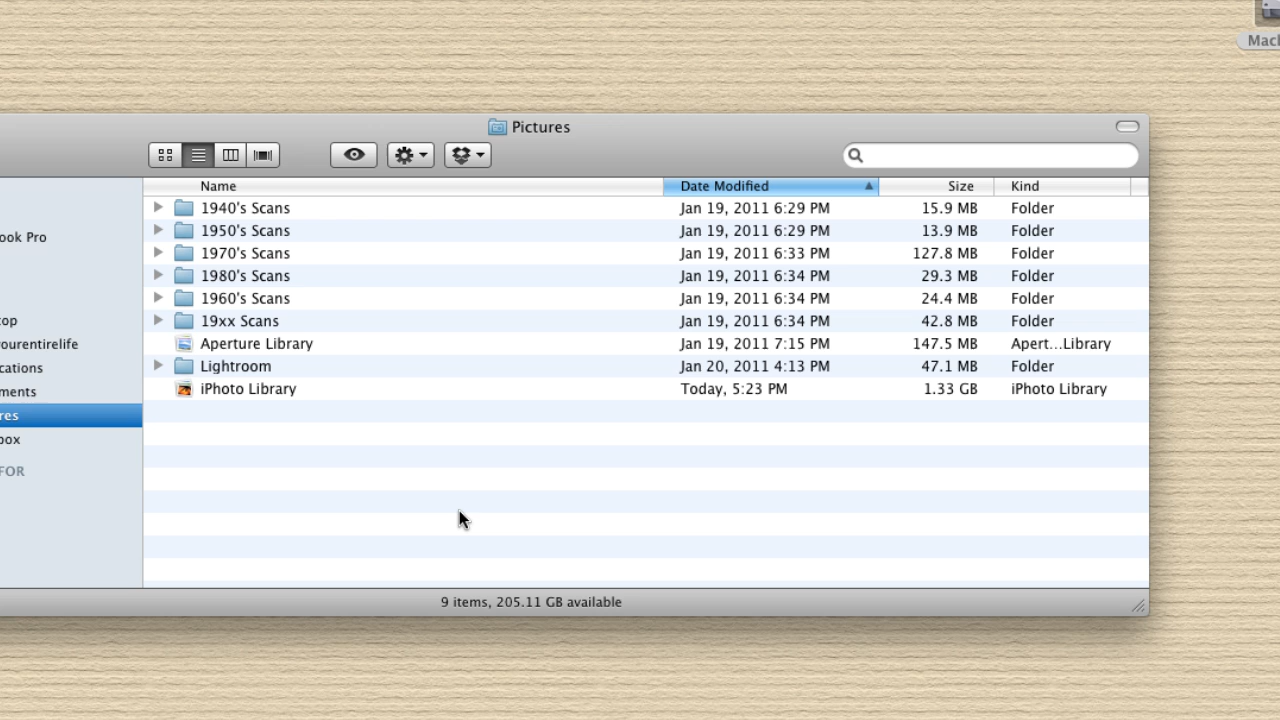 Macl
Pictures
Name Date Modified Size Kind
1940's Scans Jan 19, 2011 6:29 PM 15.9 MB Folder
1950's Scans Jan 19, 2011 6:29 PM 13.9 MB Folder
ook Pro
1970's Scans Jan 19, 2011 6:33 PM 127.8 MB Folder
1980's Scans Jan 19, 2011 6:34 PM 29.3 MB Folder
1960's Scans Jan 19, 2011 6:34 PM 24.4 MB Folder
top 19xx Scans Jan 19, 2011 6:34 PM 42.8 MB Folder
ourentirelife Aperture Library Jan 19, 2011 7:15 PM 147.5 MB Apert...Library
cations Lightroom Jan 20, 2011 4:13 PM 47.1 MB Folder
ments iPhoto Library Today, 5:23 PM 1.33 GB iPhoto Library
res
box
FOR
9 items, 205.11 GB available